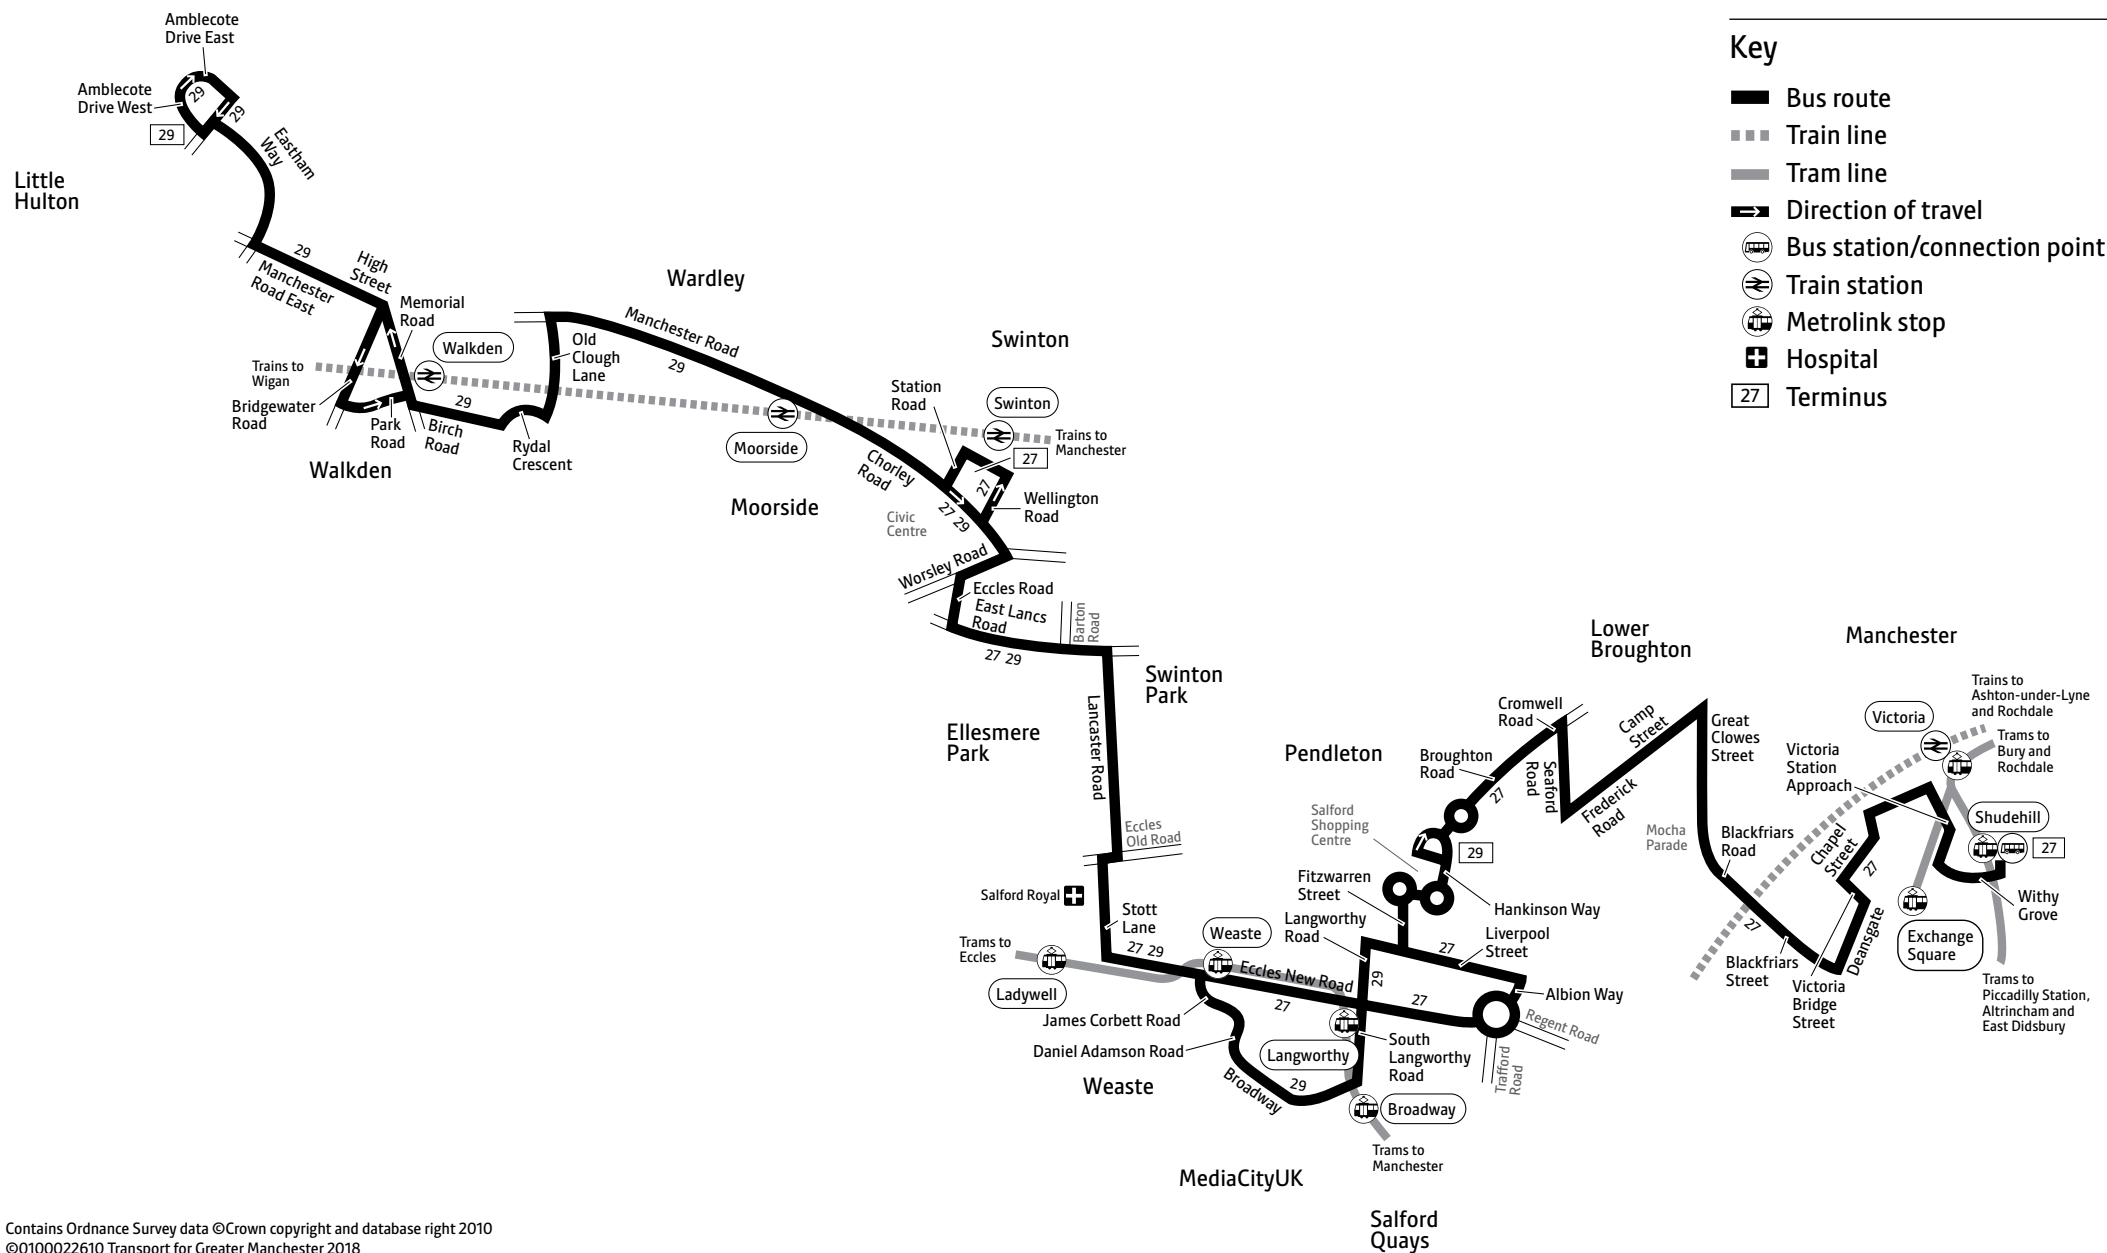 Amblecote
Drive East
Amblecote
Drive West
29
29
29
Eastham
Way
Little
Hulton
29
Manchester
Road East
High
Street
Memorial
Road
Walkden
Trains to
Wigan
Bridgewater
Road
Park
Road
29
Birch
Road
Rydal
Crescent
Walkden
Old
Clough
Lane
Wardley
Manchester Road
29
Moorside
Moorside
Chorley
Road
Swinton
Station
Road
Swinton
Trains to
Manchester
27
27
Wellington
Road
27 29
Civic
Centre
Worsley Road
Eccles Road
East Lancs
Road
Barton
Road
27 29
Swinton
Park
Ellesmere
Park
Lancaster Road
Eccles
Old Road
Salford Royal
Stott
Lane
27 29
Trams to
Eccles
Ladywell
Weaste
Eccles New Road
27
James Corbett Road
Daniel Adamson Road
Weaste
Broadway
29
Langworthy
South
Langworthy
Road
Broadway
Trams to
Manchester
MediaCityUK
Salford
Quays
Pendleton
Salford
Shopping
Centre
Fitzwarren
Street
Langworthy
Road
29
27
Liverpool
Street
27
Albion Way
Regent Road
Trafford
Road
Hankinson Way
29
Broughton
Road
27
Cromwell
Road
Seaford
Road
Frederick
Road
Camp
Street
Lower
Broughton
Great
Clowes
Street
Mocha
Parade
Blackfriars
Road
27
Blackfriars
Street
Victoria
Bridge
Street
Deansgate
Chapel
Street
27
Victoria
Station
Approach
Manchester
Victoria
Trains to
Ashton-under-Lyne
and Rochdale
Trams to
Bury and
Rochdale
Shudehill
27
Withy
Grove
Exchange
Square
Trams to
Piccadilly Station,
Altrincham and
East Didsbury
Key
Bus route
Train line
Tram line
Direction of travel
Bus station/connection point
Train station
Metrolink stop
Hospital
27
Terminus
Contains Ordnance Survey data ©Crown copyright and database right 2010
©0100022610 Transport for Greater Manchester 2018